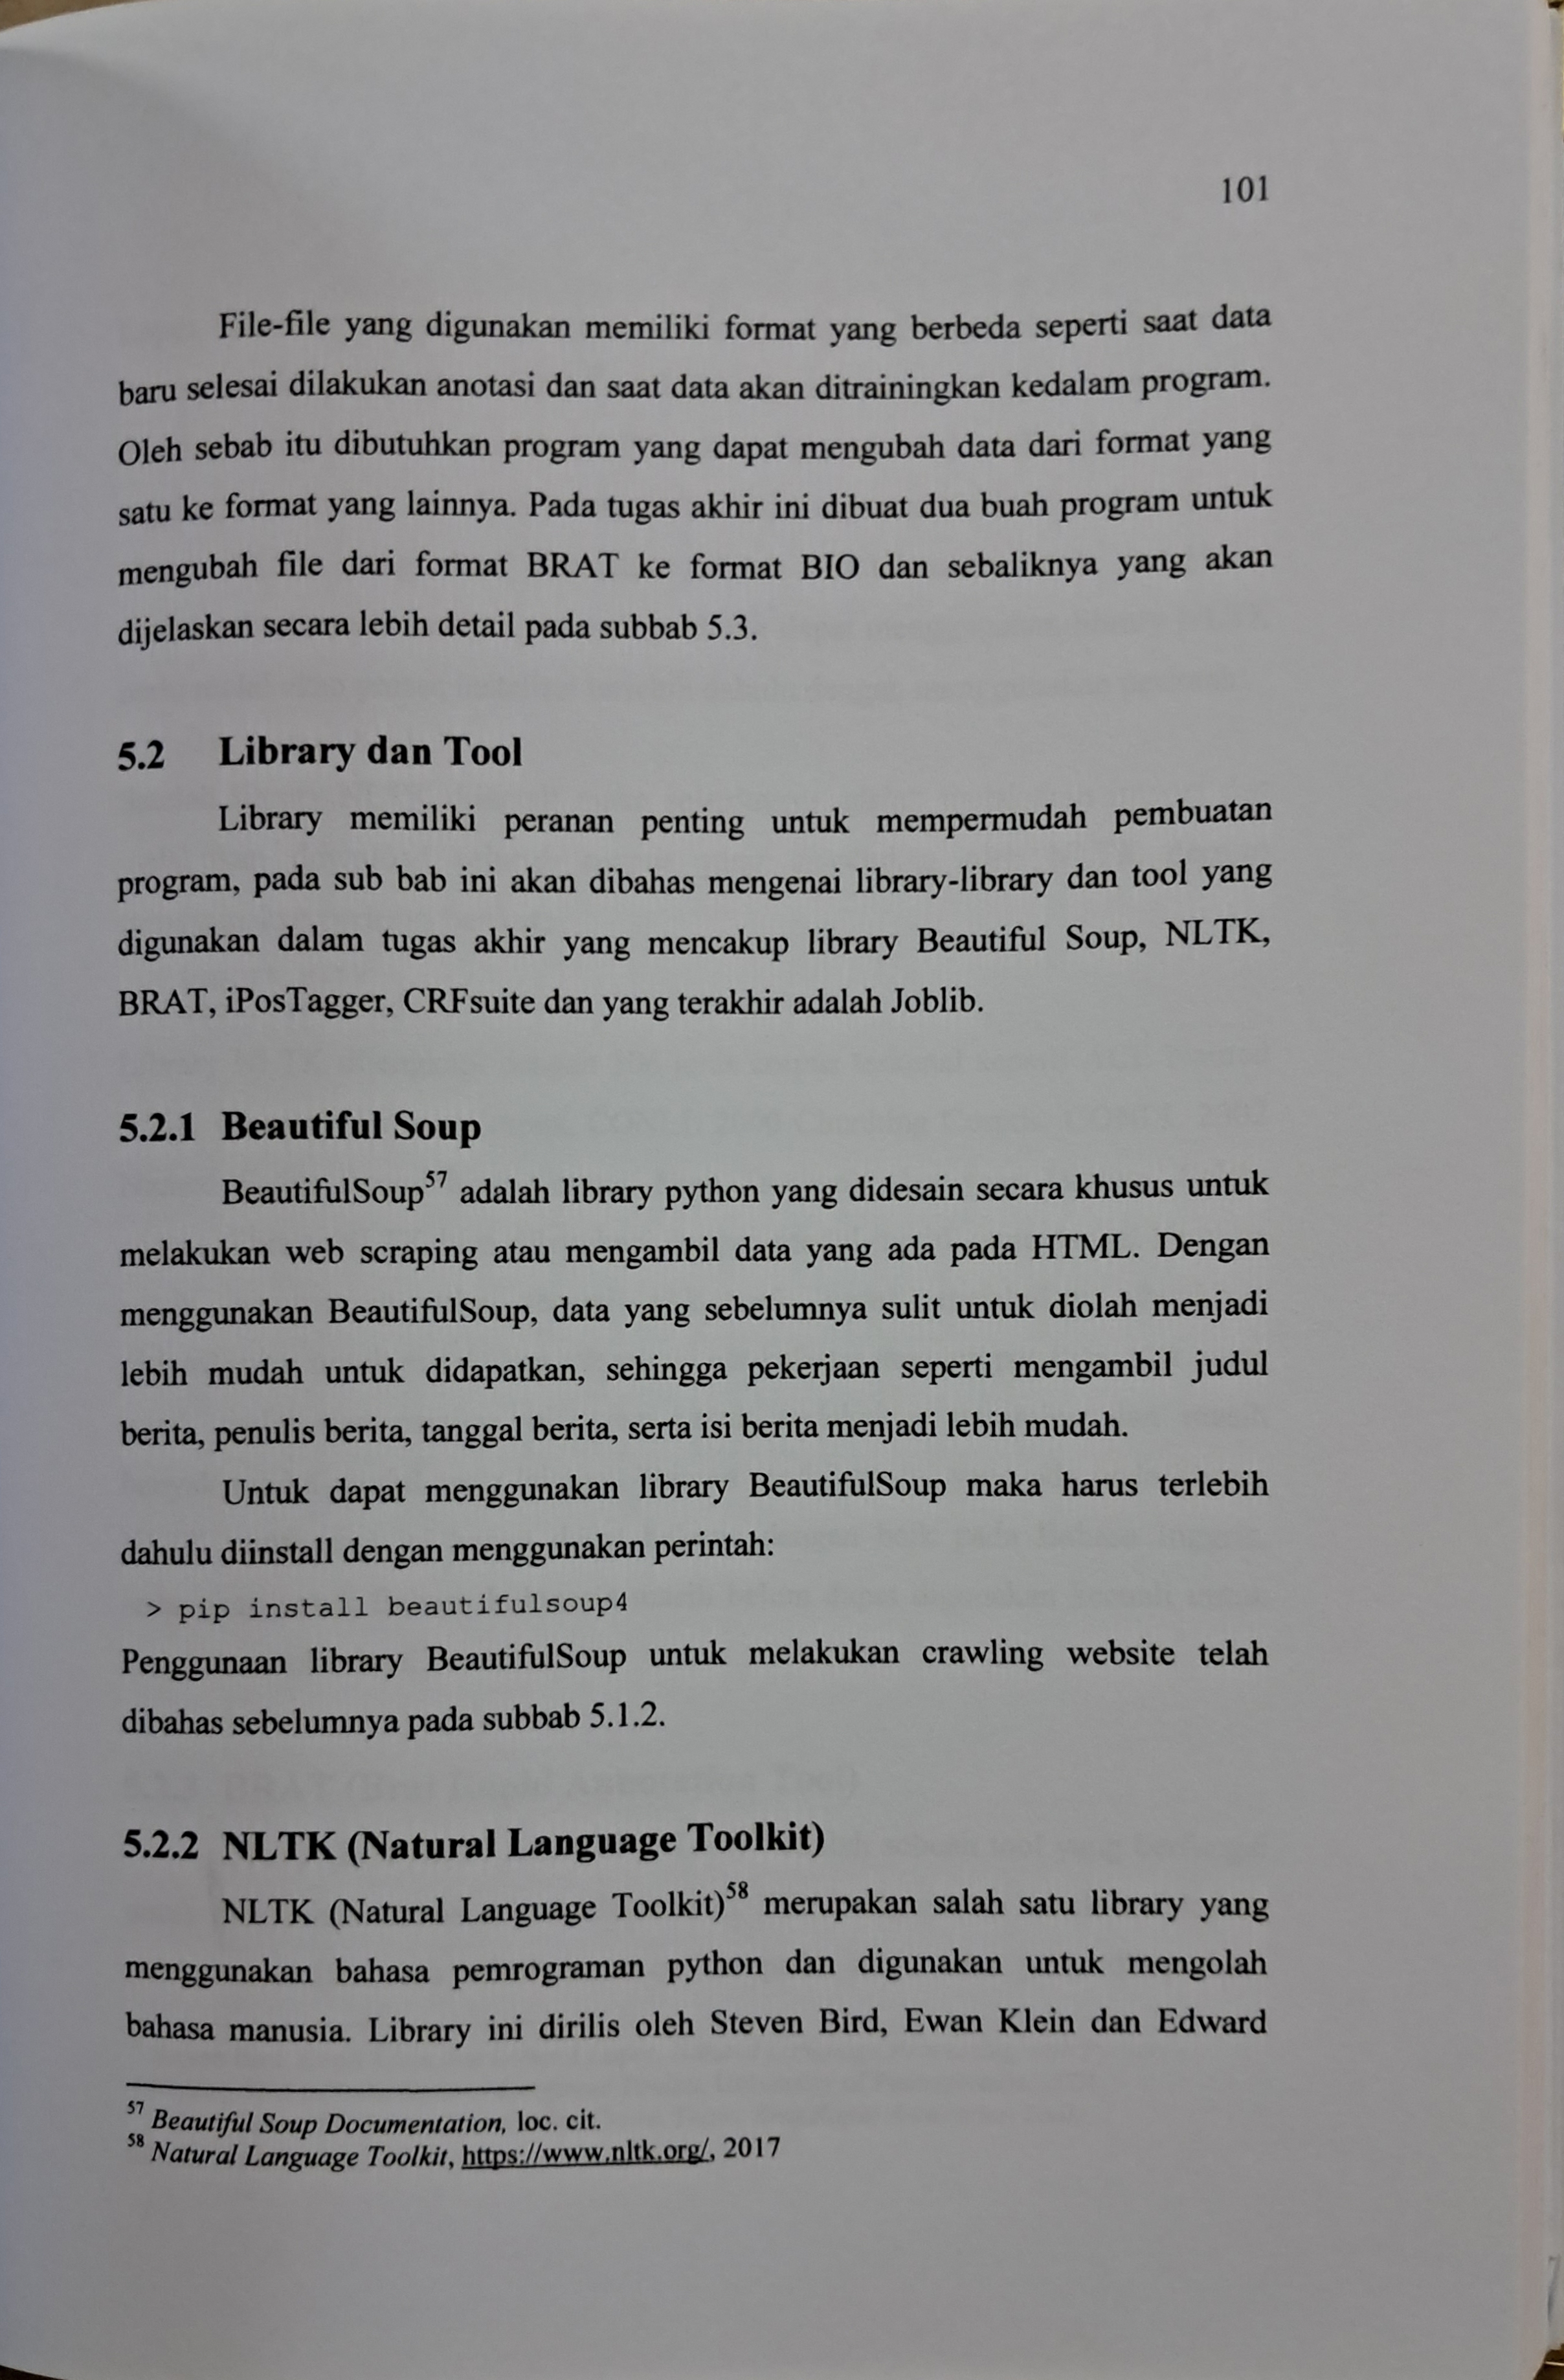 101
File-file yang digunakan memiliki format yang berbeda seperti saat data
baru selesai dilakukan anotasi dan saat data akan ditrainingkan kedalam program.
Oleh sebab itu dibutuhkan program yang dapat mengubah data dari format yang
satu ke format yang lainnya. Pada tugas akhir ini dibuat dua buah program untuk
mengubah file dari format BRAT ke format BIO dan sebaliknya yang akan
dijelaskan secara lebih detail pada subbab 5.3.
5.2 Library dan Tool
Library memiliki peranan penting untuk mempermudah pembuatan
program, pada sub bab ini akan dibahas mengenai library-library dan tool yang
digunakan dalam tugas akhir yang mencakup library Beautiful Soup, NLTK,
BRAT, iPosTagger, CRFsuite dan yang terakhir adalah Joblib.
5.2.1 Beautiful Soup
BeautifulSoup57 adalah library python yang didesain secara khusus untuk
melakukan web scraping atau mengambil data yang ada pada HTML. Dengan
menggunakan BeautifulSoup, data yang sebelumnya sulit untuk diolah menjadi
lebih mudah untuk didapatkan, sehingga pekerjaan seperti mengambil judul
berita, penulis berita, tanggal berita, serta isi berita menjadi lebih mudah.
Untuk dapat menggunakan library BeautifulSoup maka harus terlebih
dahulu diinstall dengan menggunakan perintah:
> pip install beautifulsoup4
Penggunaan library BeautifulSoup untuk melakukan crawling website telah
dibahas sebelumnya pada subbab 5.1.2.
5.2.2 NLTK (Natural Language Toolkit)
NLTK (Natural Language Toolkit)58 merupakan salah satu library yang
menggunakan bahasa pemrograman python dan digunakan untuk mengolah
bahasa manusia. Library ini dirilis oleh Steven Bird, Ewan Klein dan Edward
57 Beautiful Soup Documentation, loc. cit.
58 Natural Language Toolkit, https://www.nltk.org/, 2017